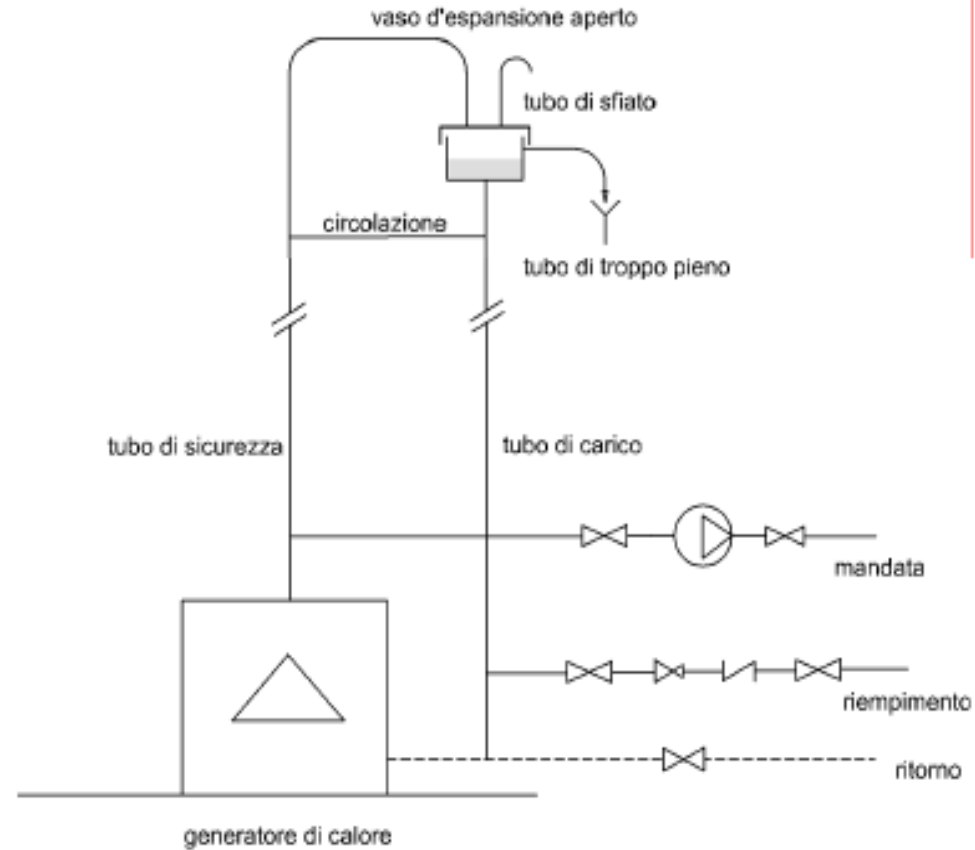 vaso d'espansione aperto
tubo di sfiato
circolazione
tubo di troppo pieno
tubo di sicurezza
tubo di carico
mandata
riempimento
ritorno
generatore di calore